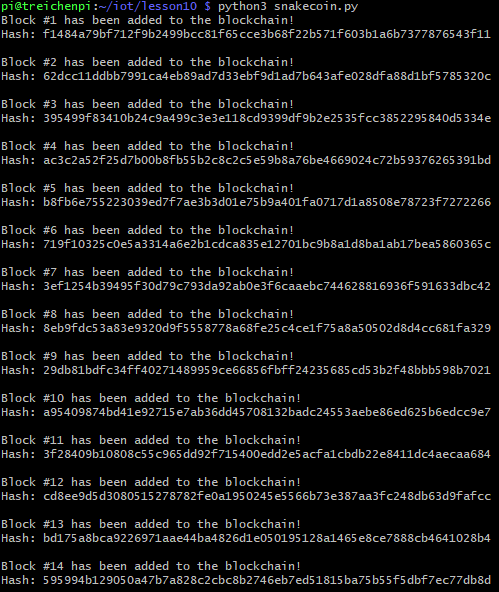 pi@treichenpi:~/iot/lesson10 $ python3 snakecoin.py
Block #1 has been added to the blockchain!
Hash: f1484a79bf712f9b2499bcc81f65cce3b68f22b571f603b1a6b7377876543f11
Block #2 has been added to the blockchain!
Hash: 62dcc11ddbb7991ca4eb89ad7d33ebf9d1ad7b643afe028dfa88d1bf5785320c
Block #3 has been added to the blockchain!
Hash: 395499f83410b24c9a499c3e3e118cd9399df9b2e2535fcc3852295840d5334e
Block #4 has been added to the blockchain!
Hash: ac3c2a52f25d7b00b8fb55b2c8c2c5e59b8a76be4669024c72b59376265391bd
Block #5 has been added to the blockchain!
Hash: b8fb6e755223039ed7f7ae3b3d01e75b9a401fa0717d1a8508e78723f7272266
Block #6 has been added to the blockchain!
Hash: 719f10325c0e5a3314a6e2b1cdca835e12701bc9b8a1d8ba1ab17bea5860365c
Block #7 has been added to the blockchain!
Hash: 3ef1254b39495f30d79c793da92ab0e3f6caaebc744628816936f591633dbc42
Block #8 has been added to the blockchain!
Hash: 8eb9fdc53a83e9320d9f5558778a68fe25c4ce1f75a8a50502d8d4cc681fa329
Block #9 has been added to the blockchain!
Hash: 29db81bdfc34ff40271489959ce66856fbff24235685cd53b2f48bbb598b7021
Block #10 has been added to the blockchain!
Hash: a95409874bd41e92715e7ab36dd45708132badc24553aebe86ed625b6edcc9e7
Block #11 has been added to the blockchain!
Hash: 3f28409b10808c55c965dd92f715400edd2e5acfa1cbdb22e8411dc4aecaa684
Block #12 has been added to the blockchain!
Hash: cd8ee9d5d3080515278782fe0a1950245e5566b73e387aa3fc248db63d9fafcc
Block #13 has been added to the blockchain!
Hash: bd175a8bca9226971aae44ba4826d1e050195128a1465e8ce7888cb4641028b4
Block #14 has been added to the blockchain!
Hash: 595994b129050a47b7a828c2cbc8b2746eb7ed51815ba75b55f5dbf7ec77db8d